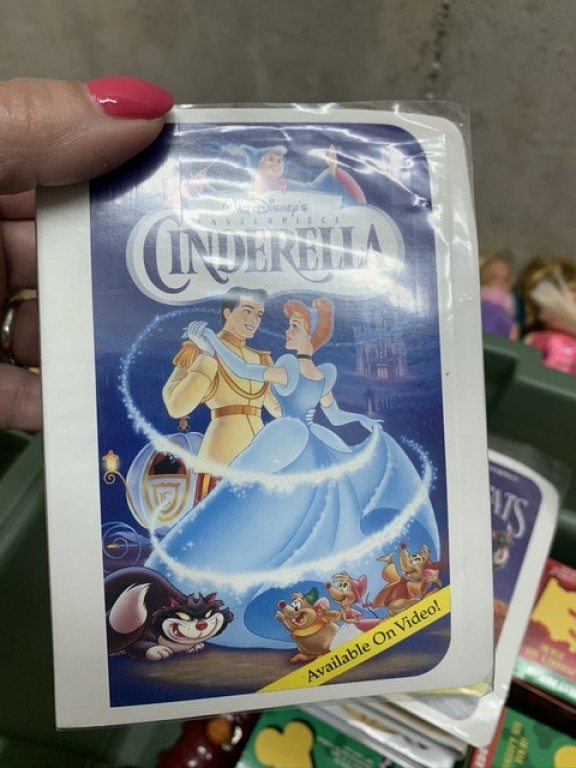 Walt Disney's
MASTERPIECE
CINDERELLA
Available On Video!